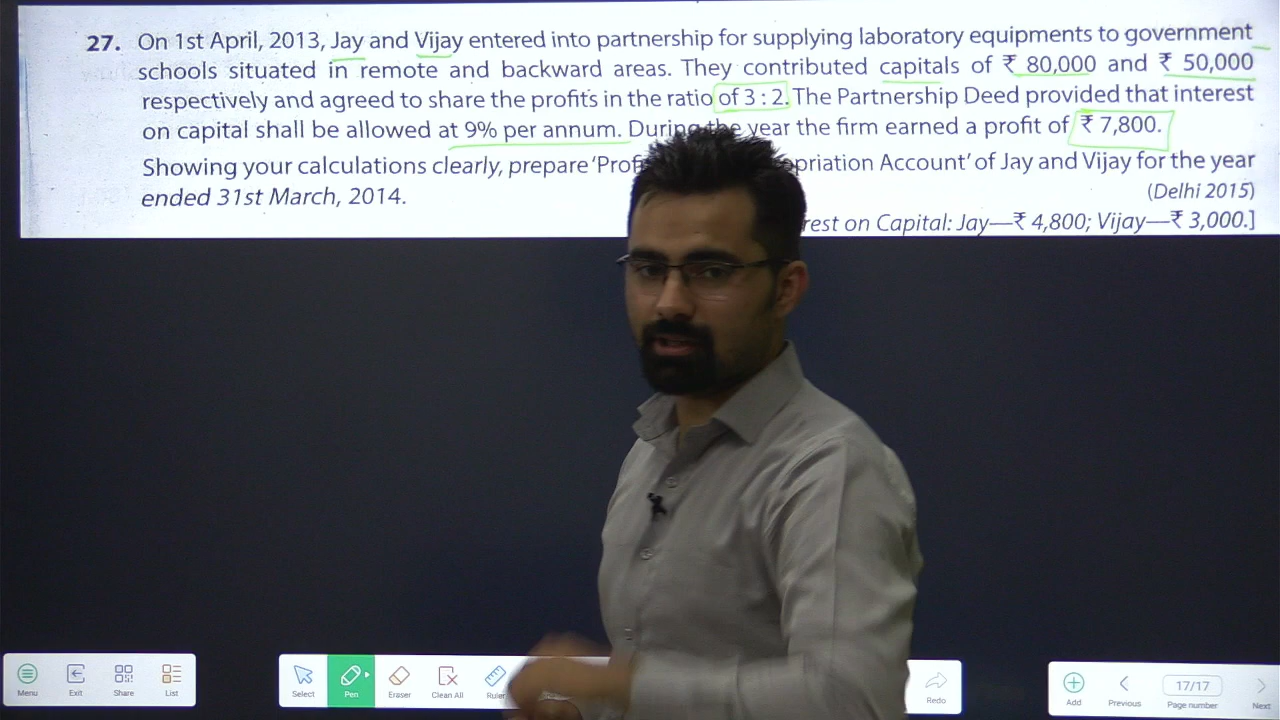 27. On 1st April, 2013, Jay and Vijay entered into partnership for supplying laboratory equipments to government
schools situated in remote and backward areas. They contributed capitals of ₹ 80,000 and ₹ 50,000
respectively and agreed to share the profits in the ratio of 3 : 2. The Partnership Deed provided that interest
on capital shall be allowed at 9% per annum. During the year the firm earned a profit of ₹ 7,800.
Showing your calculations clearly, prepare 'Prof priation Account' of Jay and Vijay for the year
ended 31st March, 2014. (Delhi 2015)
rest on Capital: Jay—₹ 4,800; Vijay—₹ 3,000.]
Menu Exit Share List Select Pen Eraser Clean All Ruler Redo Add Previous 17/17 Page number Next